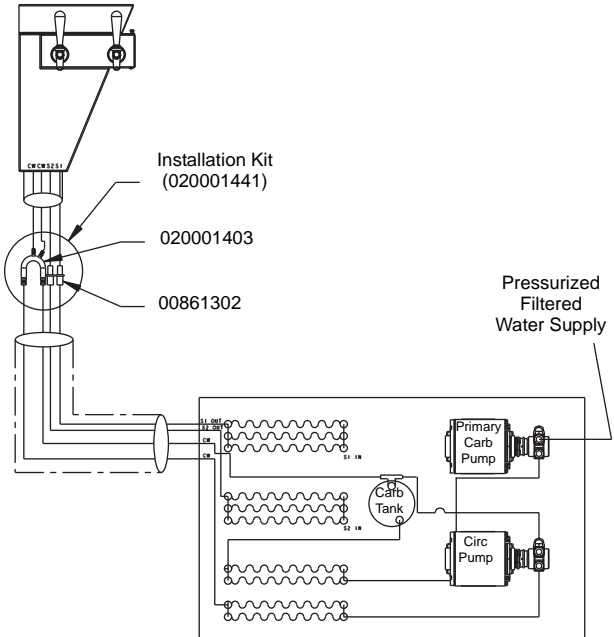 CW CW S2 S1
Installation Kit
(020001441)
020001403
00861302
Pressurized
Filtered
Water Supply
S1 OUT
S2 OUT
CW
CW
S1 IN
Primary
Carb
Pump
Carb
Tank
S2 IN
Circ
Pump